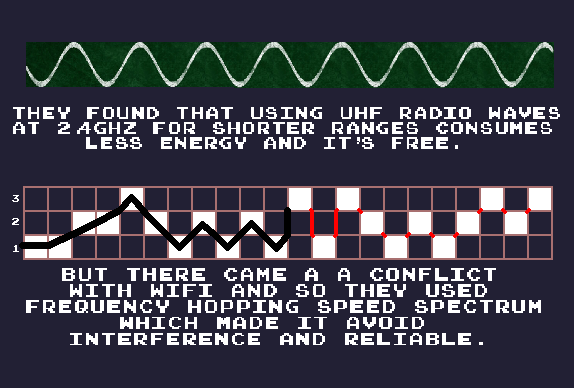 THEY FOUND THAT USING UHF RADIO WAVES
AT 2.4GHZ FOR SHORTER RANGES CONSUMES
LESS ENERGY AND IT'S FREE.
3
2
1
BUT THERE CAME A A CONFLICT
WITH WIFI AND SO THEY USED
FREQUENCY HOPPING SPEED SPECTRUM
WHICH MADE IT AVOID
INTERFERENCE AND RELIABLE.